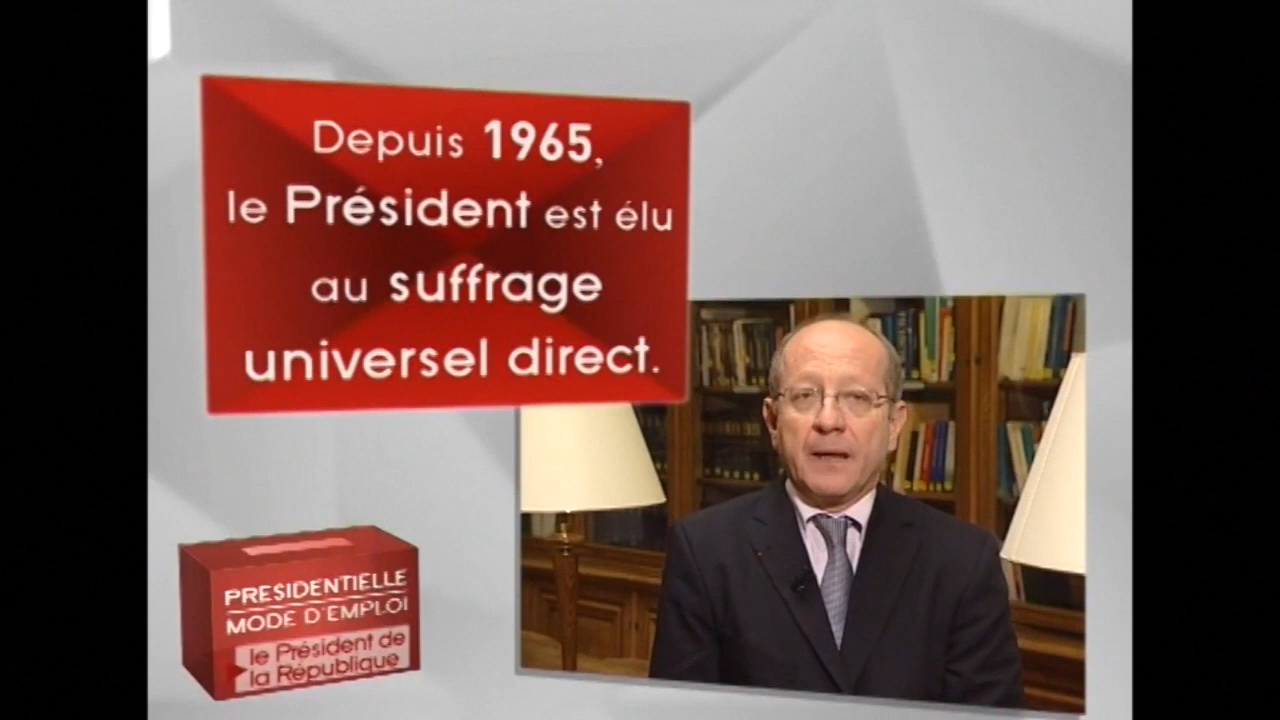 Depuis 1965,
le Président est élu
au suffrage
universel direct.
PRESIDENTIELLE
MODE D'EMPLOI
le Président de
la République